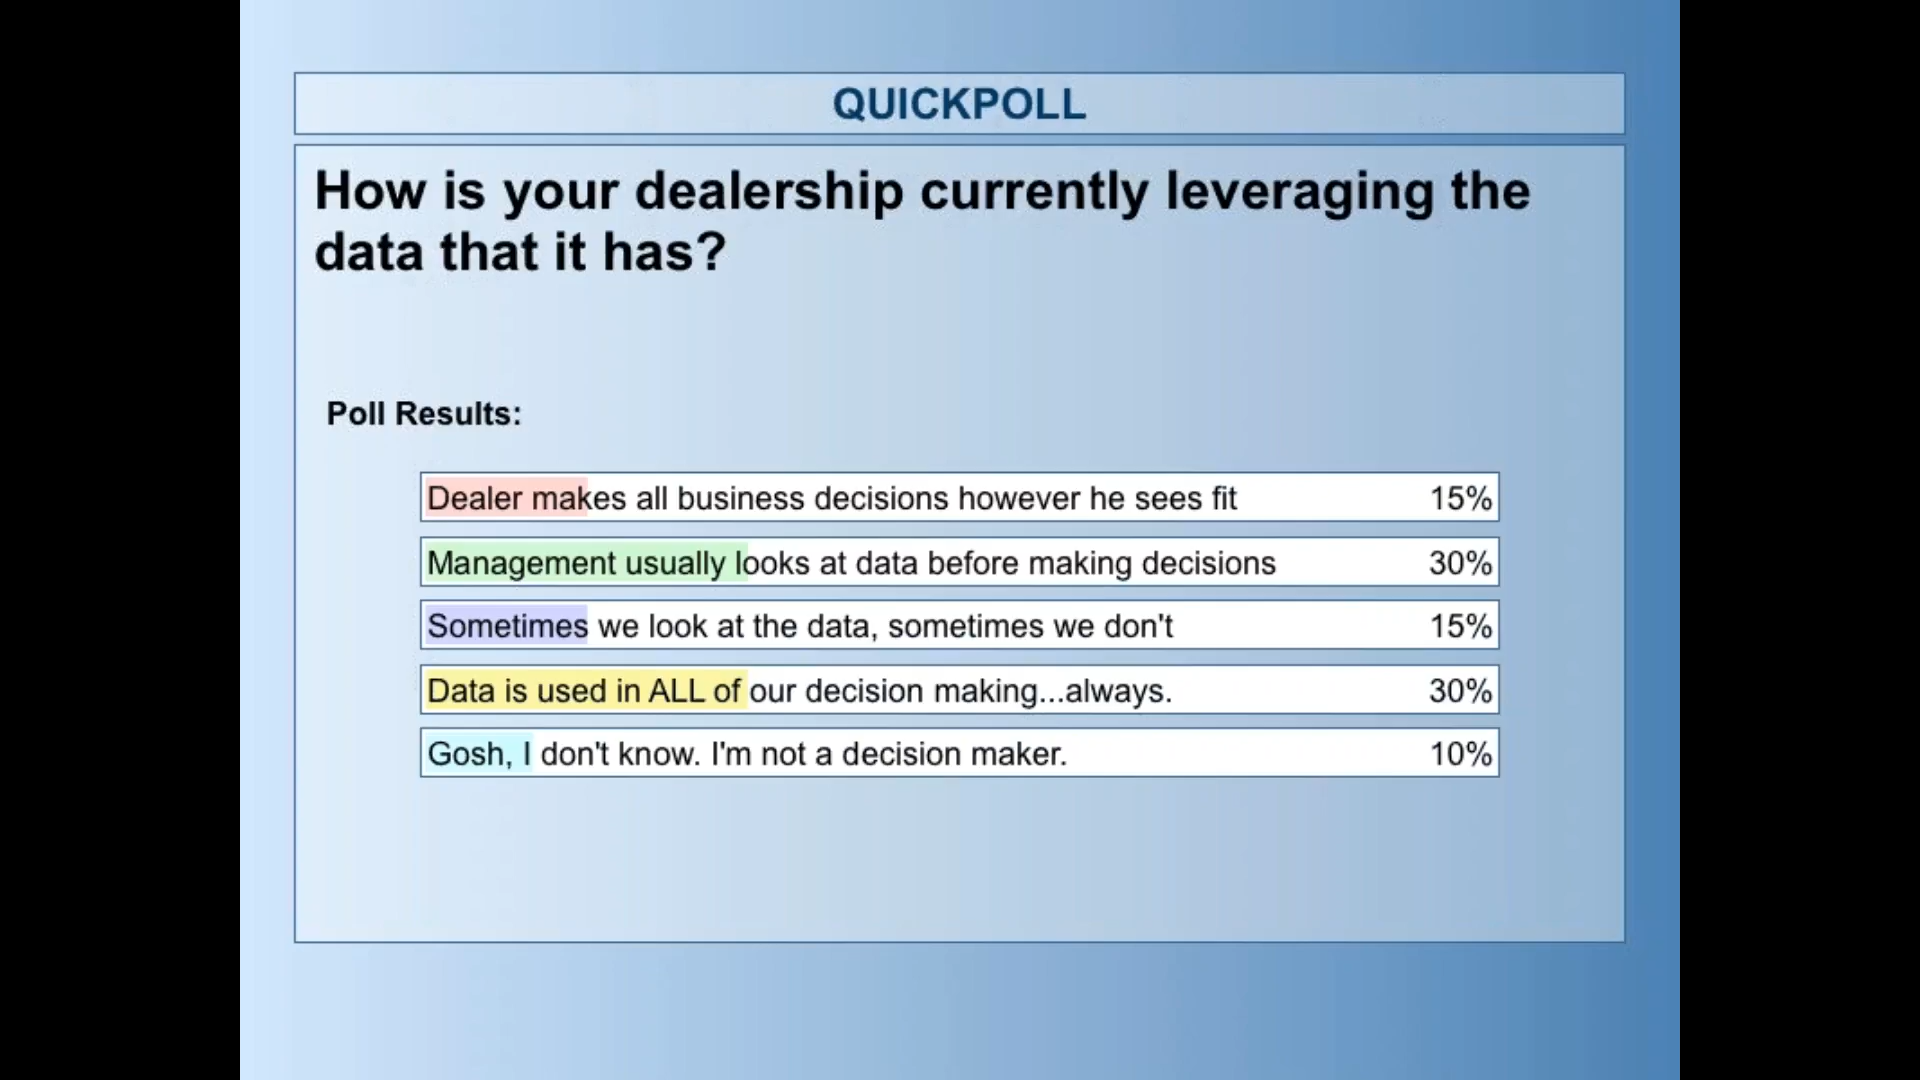 QUICKPOLL
How is your dealership currently leveraging the
data that it has?
Poll Results:
Dealer makes all business decisions however he sees fit 15%
Management usually looks at data before making decisions 30%
Sometimes we look at the data, sometimes we don't 15%
Data is used in ALL of our decision making...always. 30%
Gosh, I don't know. I'm not a decision maker. 10%